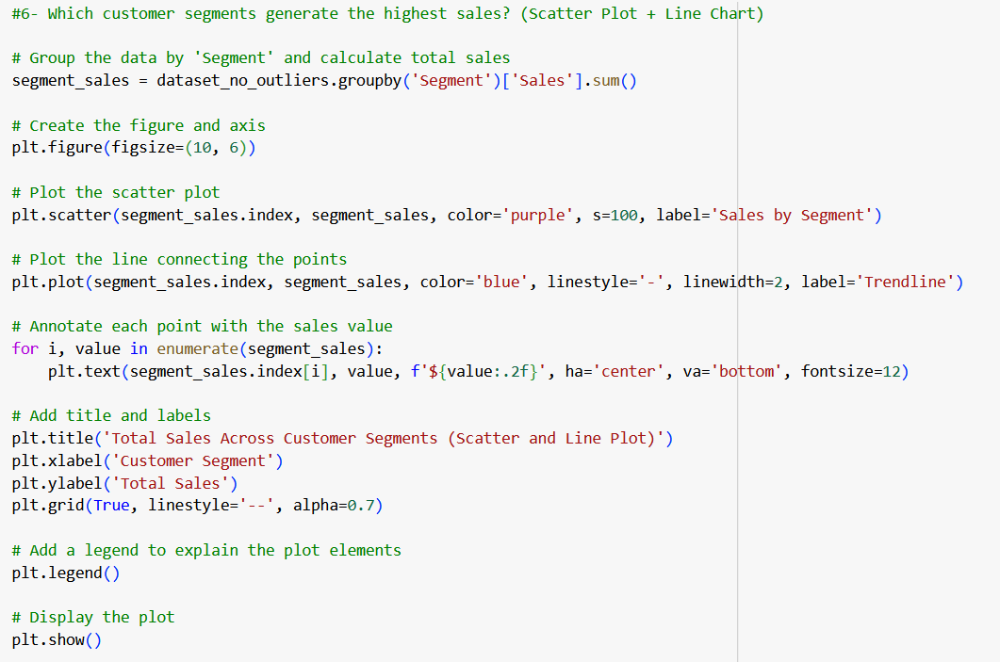 #6- Which customer segments generate the highest sales? (Scatter Plot + Line Chart)
# Group the data by 'Segment' and calculate total sales
segment_sales = dataset_no_outliers.groupby('Segment')['Sales'].sum()
# Create the figure and axis
plt.figure(figsize=(10, 6))
# Plot the scatter plot
plt.scatter(segment_sales.index, segment_sales, color='purple', s=100, label='Sales by Segment')
# Plot the line connecting the points
plt.plot(segment_sales.index, segment_sales, color='blue', linestyle='-', linewidth=2, label='Trendline')
# Annotate each point with the sales value
for i, value in enumerate(segment_sales):
    plt.text(segment_sales.index[i], value, f'${value:.2f}', ha='center', va='bottom', fontsize=12)
# Add title and labels
plt.title('Total Sales Across Customer Segments (Scatter and Line Plot)')
plt.xlabel('Customer Segment')
plt.ylabel('Total Sales')
plt.grid(True, linestyle='--', alpha=0.7)
# Add a legend to explain the plot elements
plt.legend()
# Display the plot
plt.show()